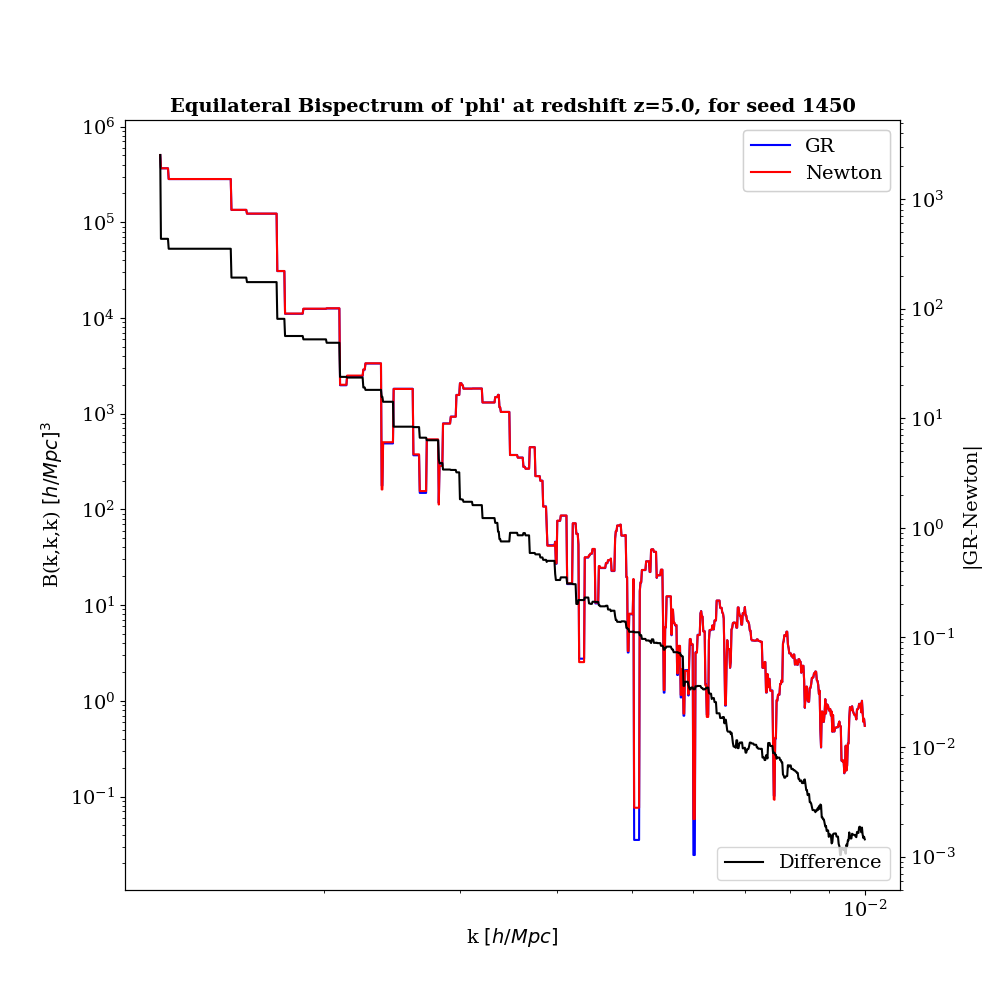 Equilateral Bispectrum of 'phi' at redshift z=5.0, for seed 1450
GR
Newton
10^6
10^5
10^4
10^3
10^2
10^1
10^0
10^−1
B(k,k,k) [h/Mpc]^3
10^3
10^2
10^1
10^0
10^−1
10^−2
10^−3
|GR-Newton|
Difference
10^−2
k [h/Mpc]